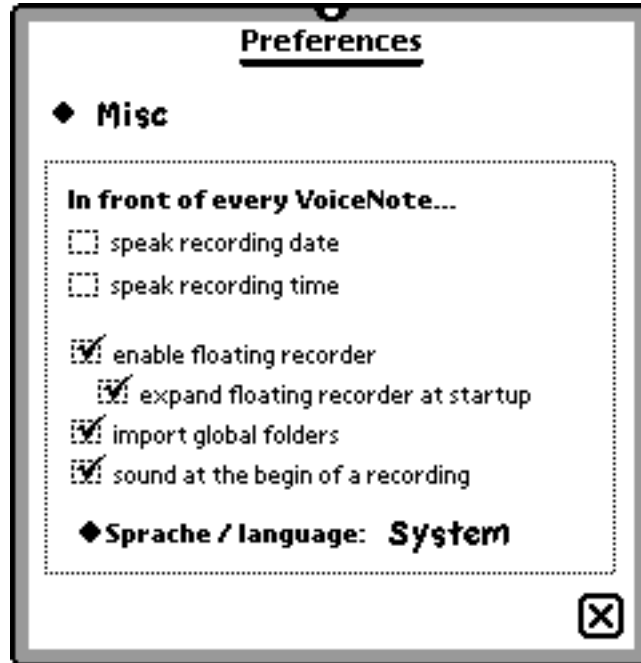 Preferences
Misc
In front of every VoiceNote...
speak recording date
speak recording time
enable floating recorder
expand floating recorder at startup
import global folders
sound at the begin of a recording
Sprache / language: System